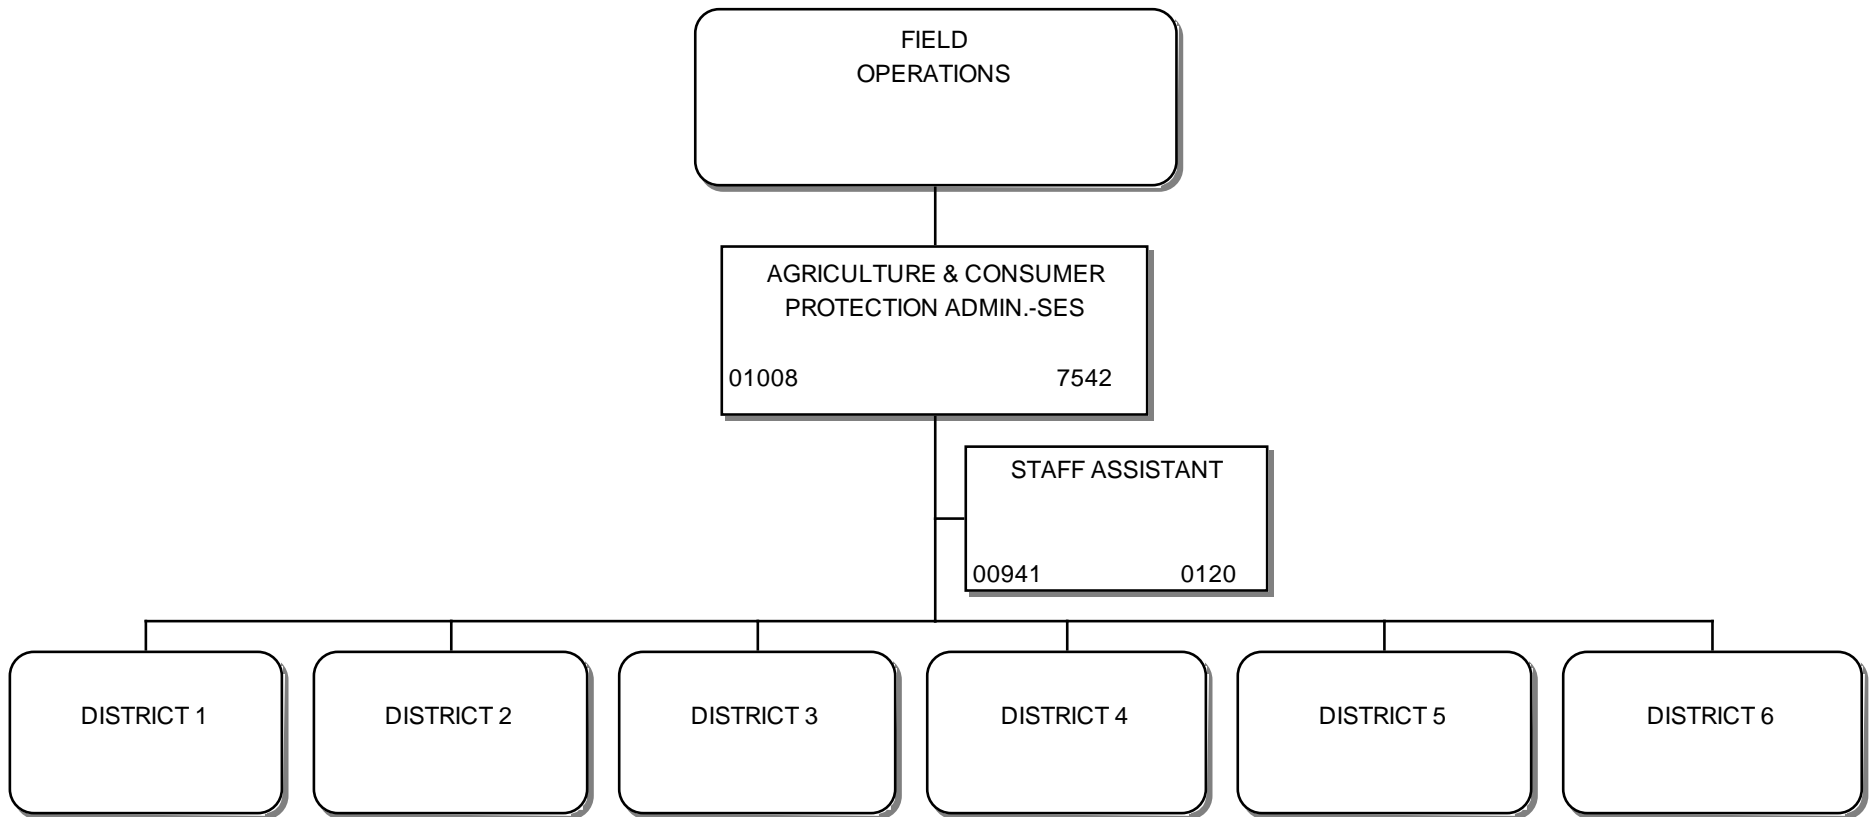 FIELD
OPERATIONS
AGRICULTURE & CONSUMER
PROTECTION ADMIN.-SES
01008 7542
STAFF ASSISTANT
00941 0120
DISTRICT 1 DISTRICT 2 DISTRICT 3 DISTRICT 4 DISTRICT 5 DISTRICT 6